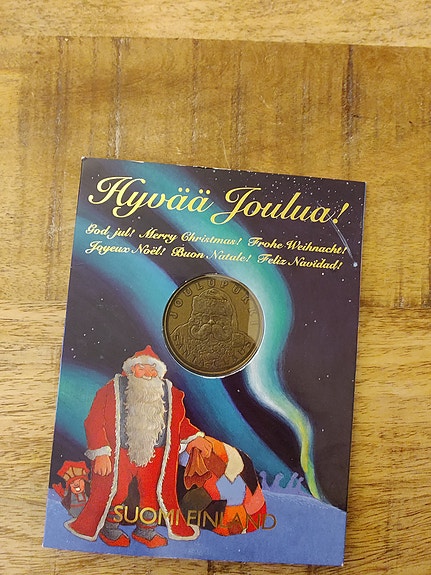 Hyvää Joulua!
God jul! Merry Christmas! Frohe Weihnacht!
Joyeux Noël! Buon Natale! Feliz Navidad!
JOULUPUKKI
SUOMI FINLAND